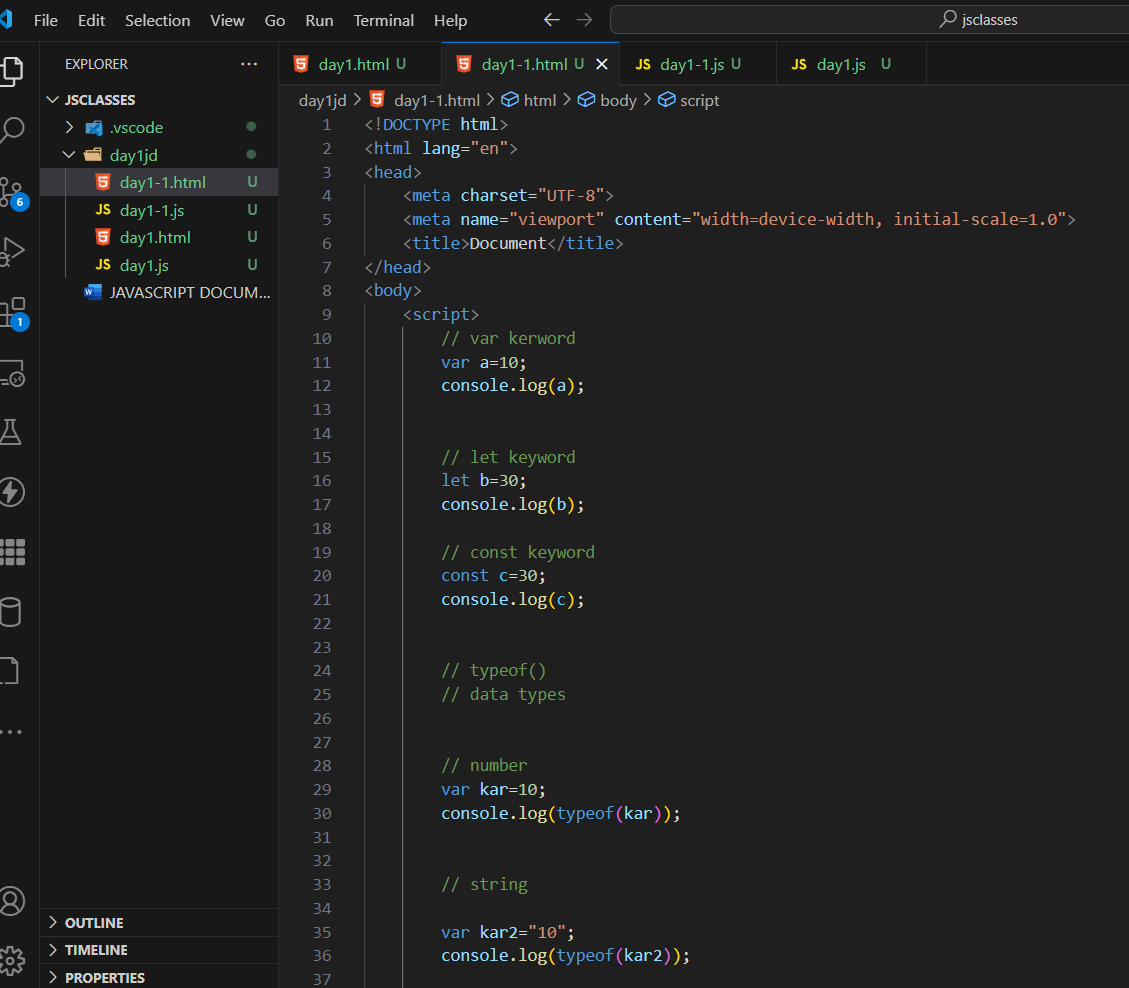 File Edit Selection View Go Run Terminal Help
jsclasses
EXPLORER
JSCLASSES
.vscode
day1jd
day1-1.html U
JS day1-1.js U
day1.html U
JS day1.js U
JAVASCRIPT DOCUM...
OUTLINE
TIMELINE
PROPERTIES
6
1
day1.html U
day1-1.html U
JS day1-1.js U
JS day1.js U
day1jd > day1-1.html > html > body > script
1 <!DOCTYPE html>
2 <html lang="en">
3 <head>
4 <meta charset="UTF-8">
5 <meta name="viewport" content="width=device-width, initial-scale=1.0">
6 <title>Document</title>
7 </head>
8 <body>
9 <script>
10 // var kerword
11 var a=10;
12 console.log(a);
13
14
15 // let keyword
16 let b=30;
17 console.log(b);
18
19 // const keyword
20 const c=30;
21 console.log(c);
22
23
24 // typeof()
25 // data types
26
27
28 // number
29 var kar=10;
30 console.log(typeof(kar));
31
32
33 // string
34
35 var kar2="10";
36 console.log(typeof(kar2));
37